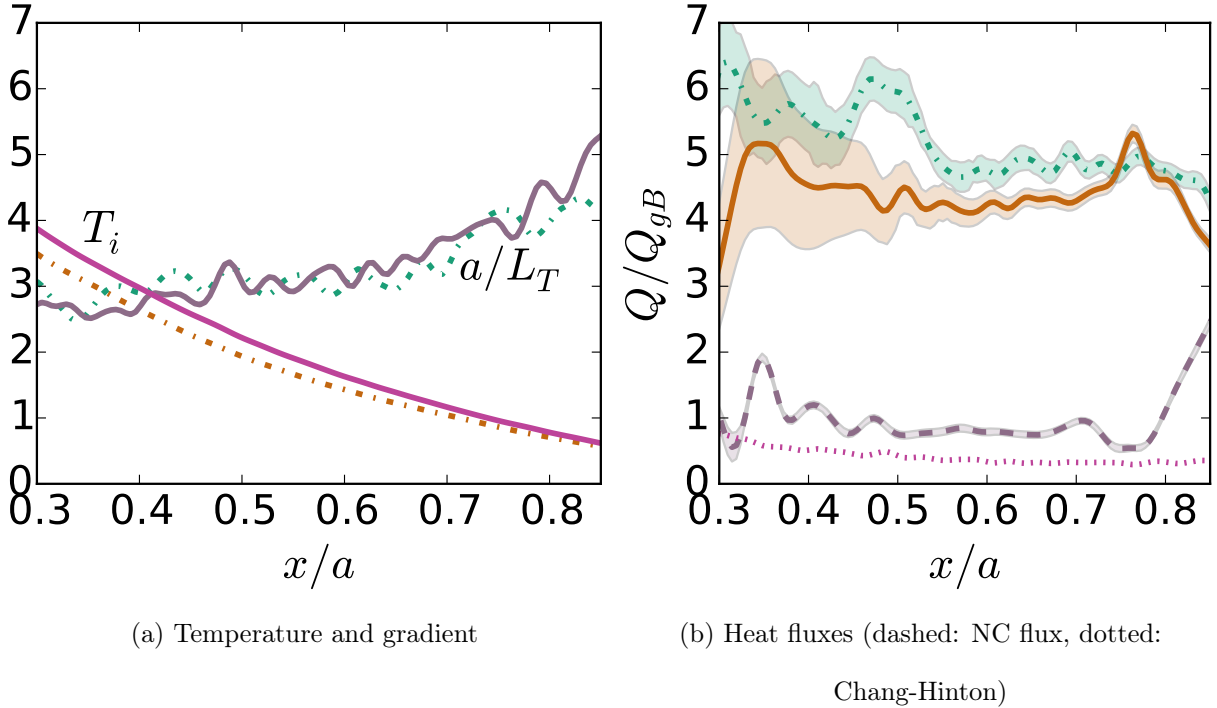 7
6
5
4
3
2
1
0
0.3 0.4 0.5 0.6 0.7 0.8
T_i
a/L_T
x/a
(a) Temperature and gradient
7
6
5
4
3
2
1
0
0.3 0.4 0.5 0.6 0.7 0.8
Q/Q_{gB}
x/a
(b) Heat fluxes (dashed: NC flux, dotted:
Chang-Hinton)